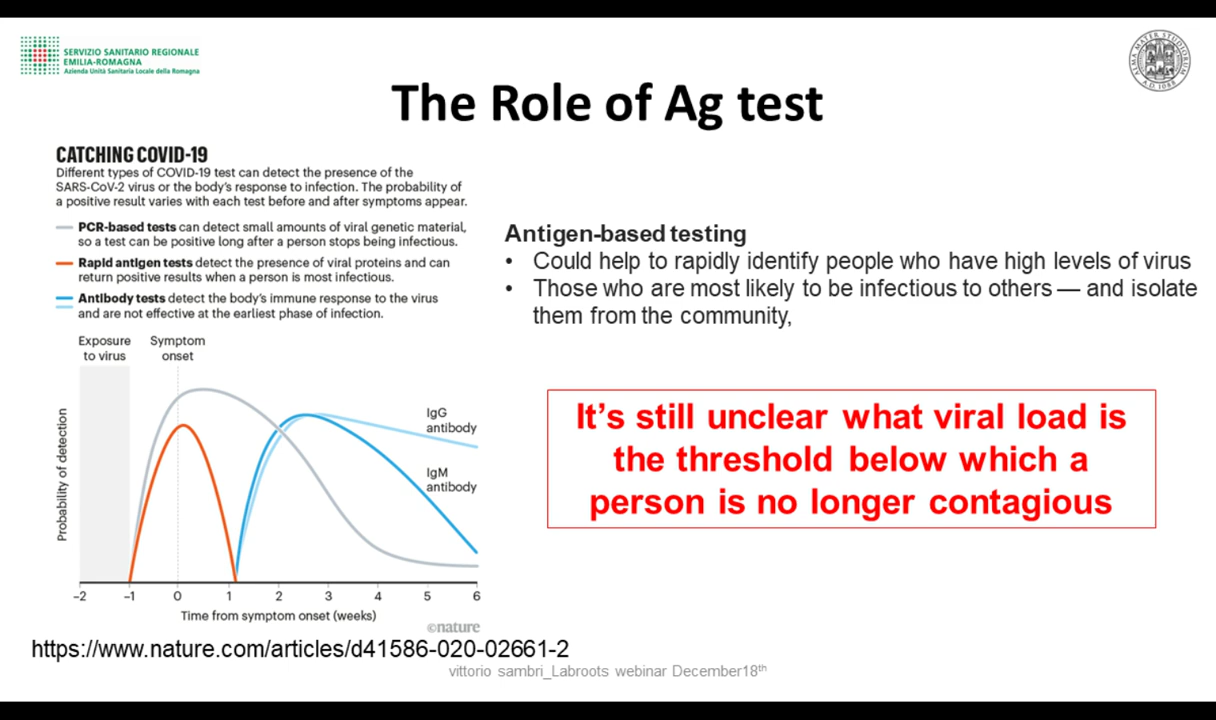 SERVIZIO SANITARIO REGIONALE
EMILIA-ROMAGNA
Azienda Unità Sanitaria Locale della Romagna
The Role of Ag test
CATCHING COVID-19
Different types of COVID-19 test can detect the presence of the
SARS-CoV-2 virus or the body's response to infection. The probability of
a positive result varies with each test before and after symptoms appear.
PCR-based tests can detect small amounts of viral genetic material,
so a test can be positive long after a person stops being infectious.
Rapid antigen tests detect the presence of viral proteins and can
return positive results when a person is most infectious.
Antibody tests detect the body's immune response to the virus
and are not effective at the earliest phase of infection.
Exposure
to virus
Symptom
onset
Probability of detection
IgG
antibody
IgM
antibody
−2 −1 0 1 2 3 4 5 6
Time from symptom onset (weeks)
©nature
Antigen-based testing
• Could help to rapidly identify people who have high levels of virus
• Those who are most likely to be infectious to others — and isolate
them from the community,
It's still unclear what viral load is
the threshold below which a
person is no longer contagious
https://www.nature.com/articles/d41586-020-02661-2
vittorio sambri_Labroots webinar December18th